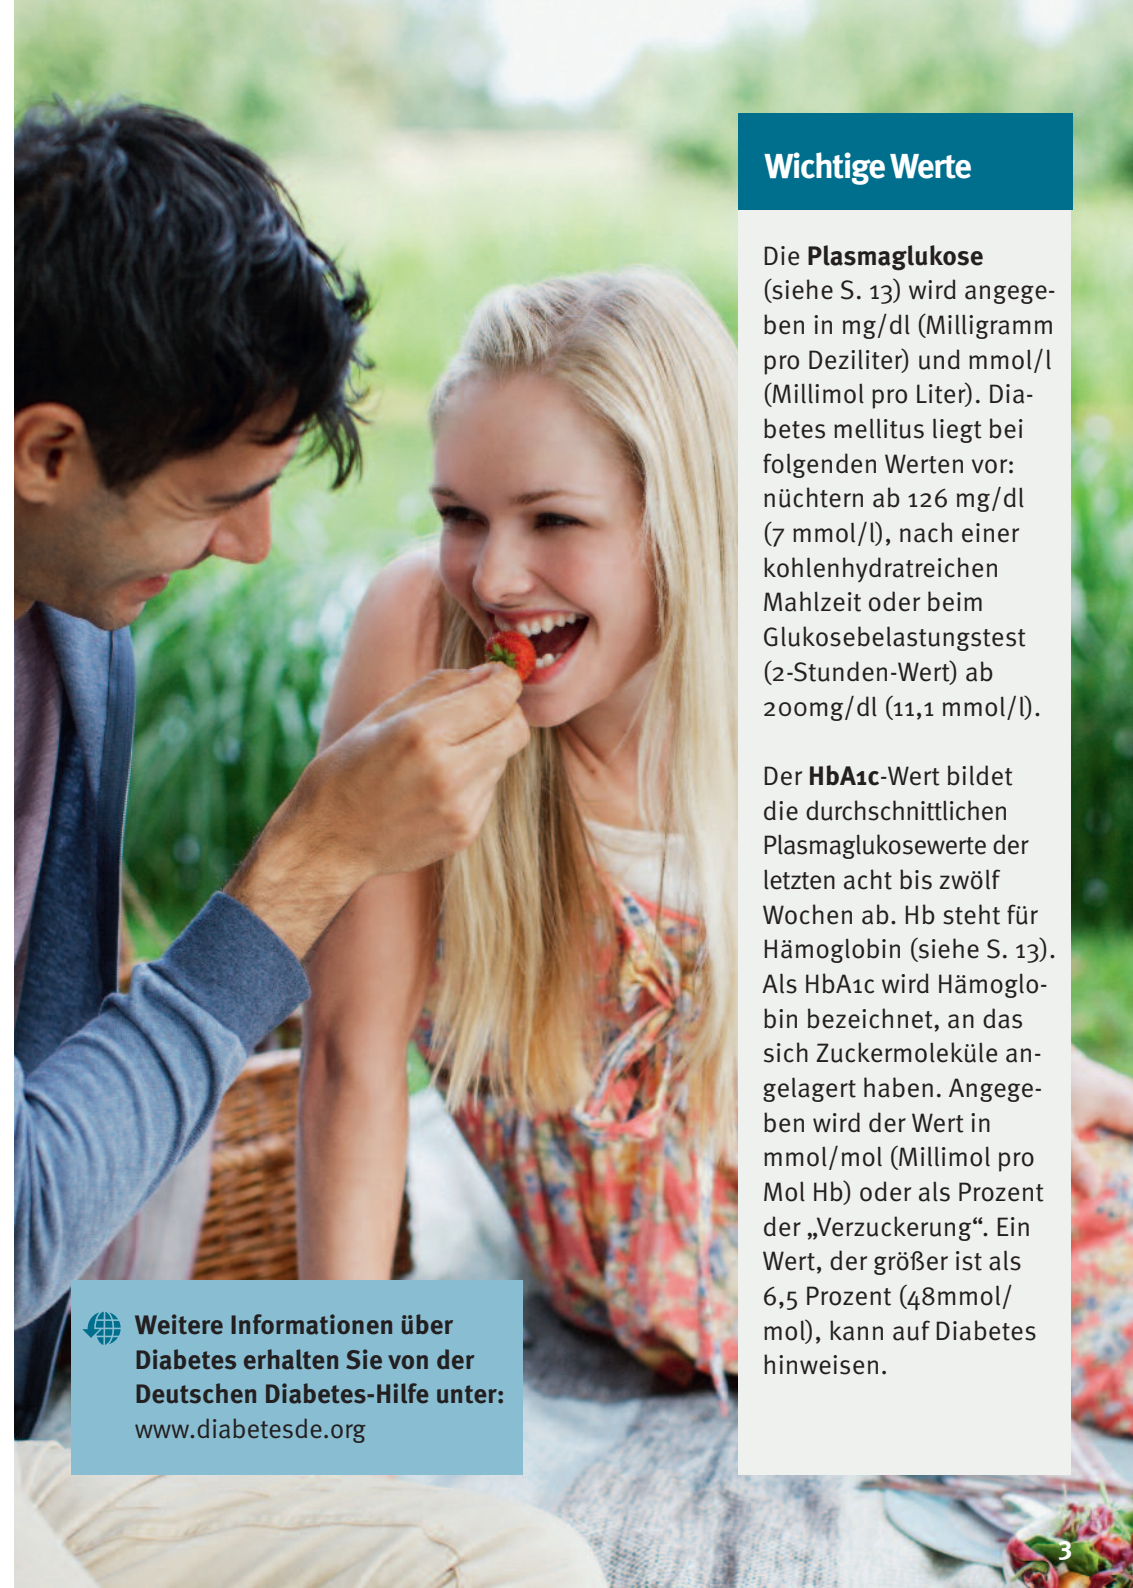 Wichtige Werte
Die Plasmaglukose
(siehe S. 13) wird angege-
ben in mg/dl (Milligramm
pro Deziliter) und mmol/l
(Millimol pro Liter). Dia-
betes mellitus liegt bei
folgenden Werten vor:
nüchtern ab 126 mg/dl
(7 mmol/l), nach einer
kohlenhydratreichen
Mahlzeit oder beim
Glukosebelastungstest
(2-Stunden-Wert) ab
200mg/dl (11,1 mmol/l).
Der HbA1c-Wert bildet
die durchschnittlichen
Plasmaglukosewerte der
letzten acht bis zwölf
Wochen ab. Hb steht für
Hämoglobin (siehe S. 13).
Als HbA1c wird Hämoglo-
bin bezeichnet, an das
sich Zuckermoleküle an-
gelagert haben. Angege-
ben wird der Wert in
mmol/mol (Millimol pro
Mol Hb) oder als Prozent
der „Verzuckerung“. Ein
Wert, der größer ist als
6,5 Prozent (48mmol/
mol), kann auf Diabetes
hinweisen.
Weitere Informationen über
Diabetes erhalten Sie von der
Deutschen Diabetes-Hilfe unter:
www.diabetesde.org
3